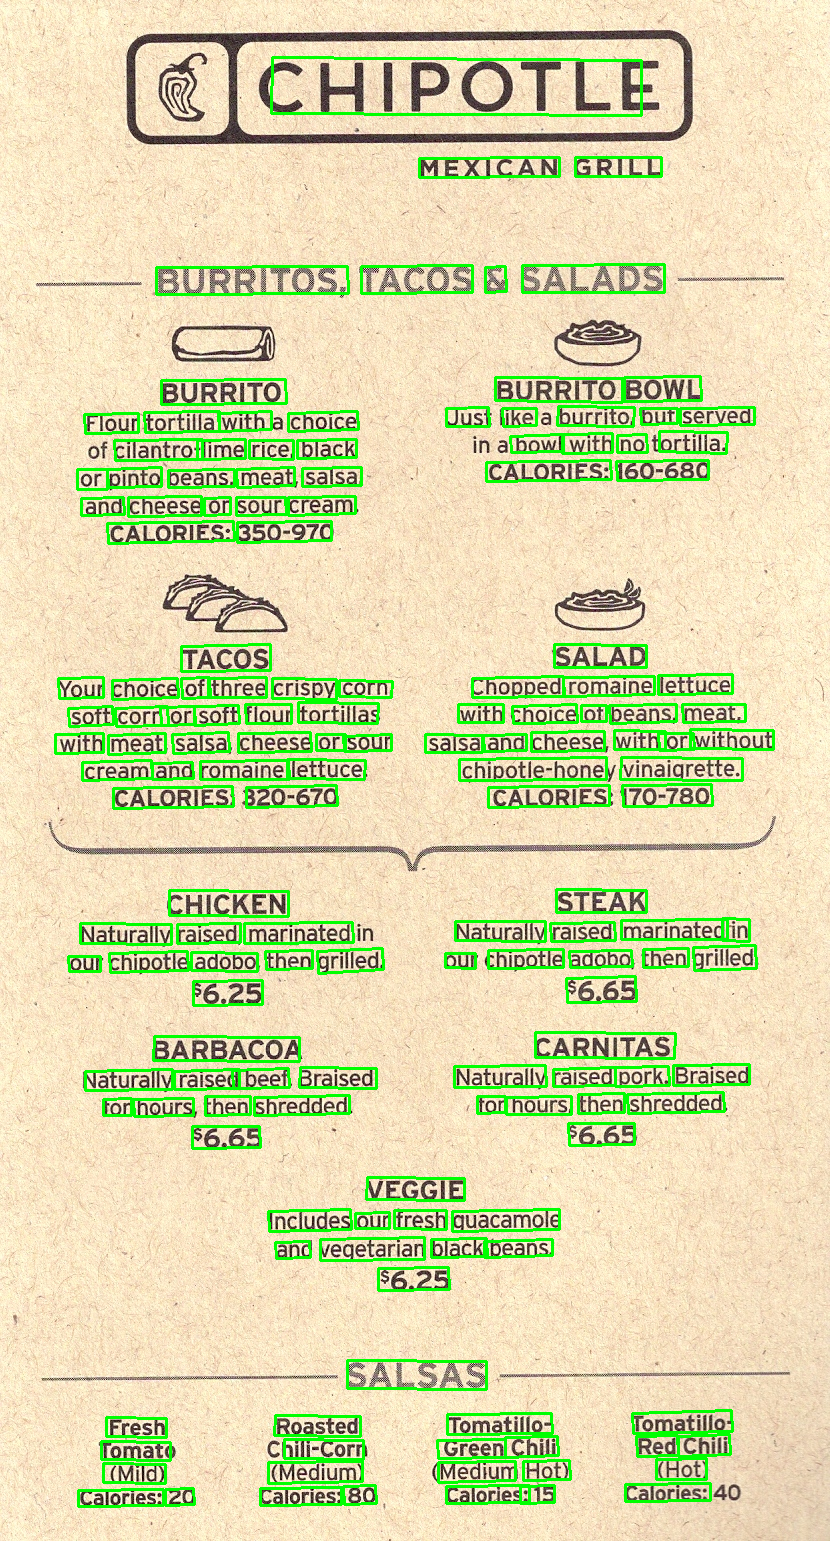 CHIPOTLE
MEXICAN GRILL
BURRITOS, TACOS & SALADS
BURRITO
Flour tortilla with a choice
of cilantro-lime rice, black
or pinto beans, meat, salsa
and cheese or sour cream.
CALORIES: 350-970
BURRITO BOWL
Just like a burrito, but served
in a bowl with no tortilla.
CALORIES: 160-680
TACOS
Your choice of three crispy corn,
soft corn or soft flour tortillas
with meat, salsa, cheese or sour
cream and romaine lettuce.
CALORIES: 320-670
SALAD
Chopped romaine lettuce
with choice of beans, meat,
salsa and cheese, with or without
chipotle-honey vinaigrette.
CALORIES: 170-780
CHICKEN
Naturally raised, marinated in
our chipotle adobo, then grilled.
$6.25
STEAK
Naturally raised, marinated in
our chipotle adobo, then grilled.
$6.65
BARBACOA
Naturally raised beef. Braised
for hours, then shredded.
$6.65
CARNITAS
Naturally raised pork. Braised
for hours, then shredded.
$6.65
VEGGIE
Includes our fresh guacamole
and vegetarian black beans.
$6.25
SALSAS
Fresh
Tomato
(Mild)
Calories: 20
Roasted
Chili-Corn
(Medium)
Calories: 80
Tomatillo-
Green Chili
(Medium Hot)
Calories: 15
Tomatillo-
Red Chili
(Hot)
Calories: 40